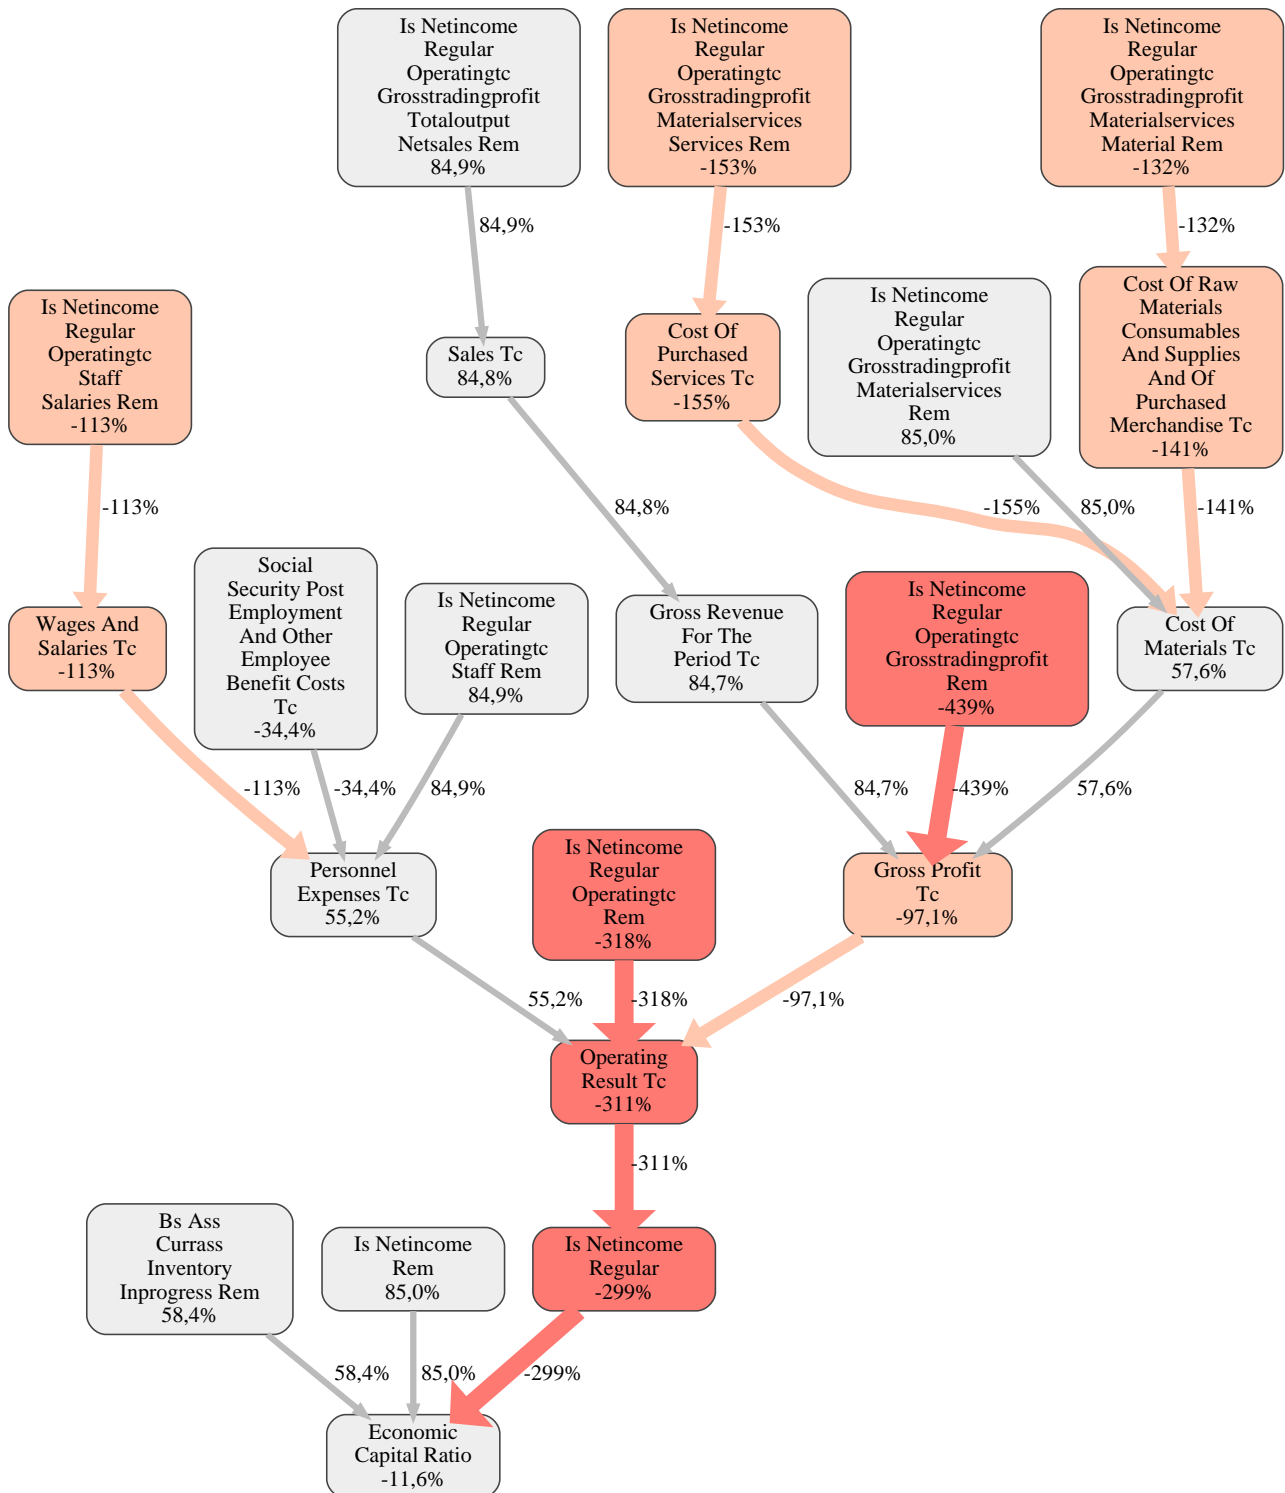 Is Netincome
Regular
Operatingtc
Grosstradingprofit
Totaloutput
Netsales Rem
84,9%
Is Netincome
Regular
Operatingtc
Grosstradingprofit
Materialservices
Services Rem
-153%
Is Netincome
Regular
Operatingtc
Grosstradingprofit
Materialservices
Material Rem
-132%
84,9%
-153%
-132%
Is Netincome
Regular
Operatingtc
Staff
Salaries Rem
-113%
Sales Tc
84,8%
Cost Of
Purchased
Services Tc
-155%
Is Netincome
Regular
Operatingtc
Grosstradingprofit
Materialservices
Rem
85,0%
Cost Of Raw
Materials
Consumables
And Supplies
And Of
Purchased
Merchandise Tc
-141%
-113%
84,8%
-155%
85,0%
-141%
Wages And
Salaries Tc
-113%
Social
Security Post
Employment
And Other
Employee
Benefit Costs
Tc
-34,4%
Is Netincome
Regular
Operatingtc
Staff Rem
84,9%
Gross Revenue
For The
Period Tc
84,7%
Is Netincome
Regular
Operatingtc
Grosstradingprofit
Rem
-439%
Cost Of
Materials Tc
57,6%
-113%
-34,4%
84,9%
84,7%
-439%
57,6%
Personnel
Expenses Tc
55,2%
Is Netincome
Regular
Operatingtc
Rem
-318%
Gross Profit
Tc
-97,1%
55,2%
-318%
-97,1%
Operating
Result Tc
-311%
-311%
Bs Ass
Currass
Inventory
Inprogress Rem
58,4%
Is Netincome
Rem
85,0%
Is Netincome
Regular
-299%
58,4%
85,0%
-299%
Economic
Capital Ratio
-11,6%